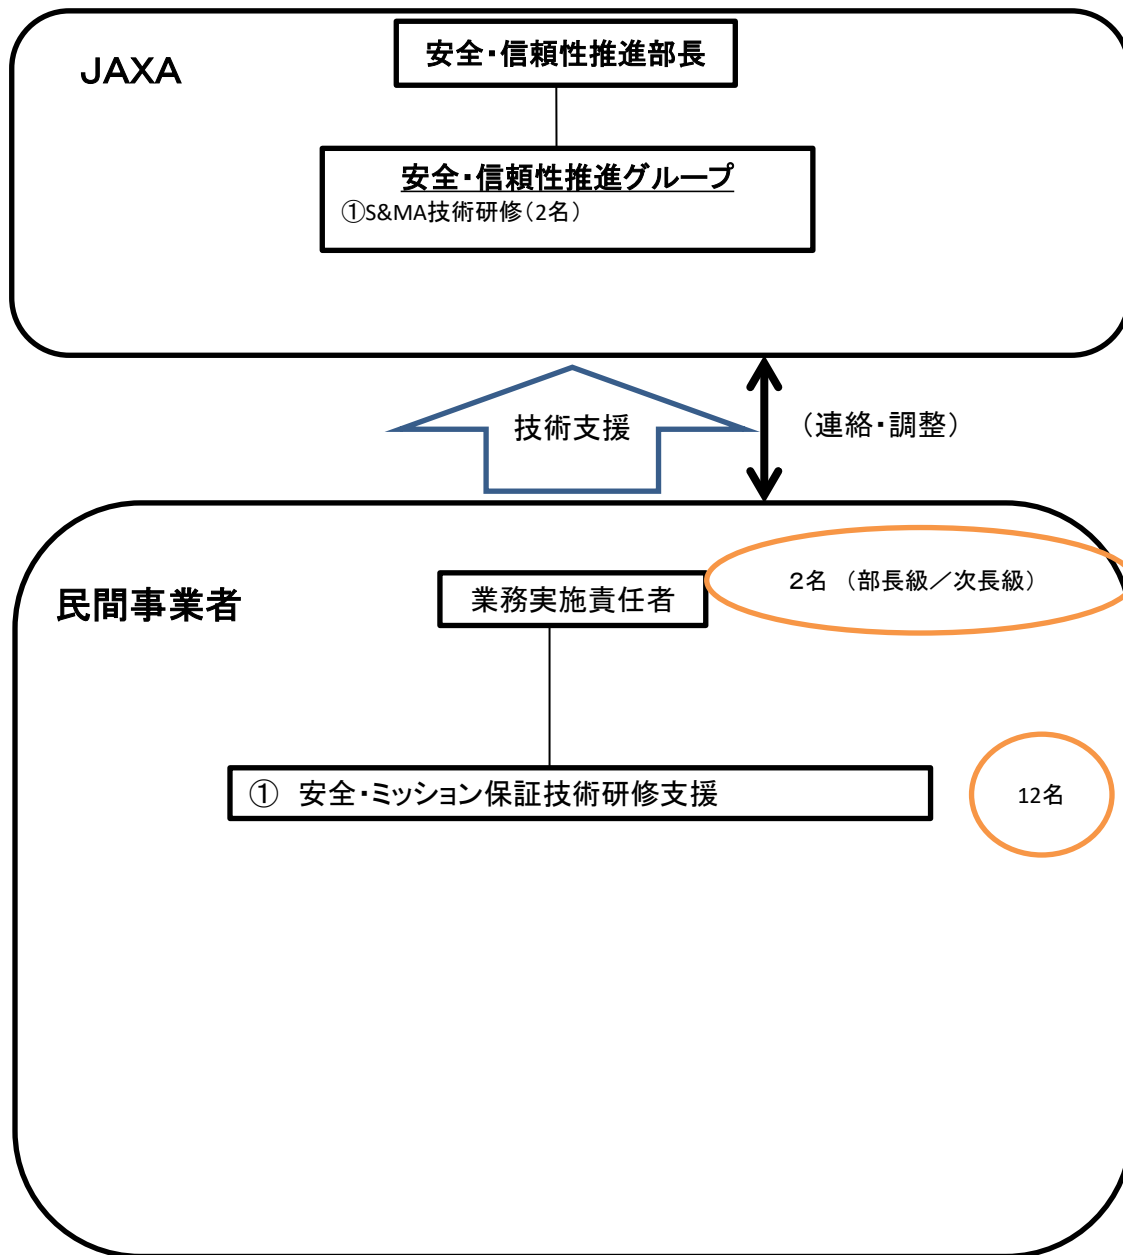 JAXA
安全・信頼性推進部長
安全・信頼性推進グループ
①S&MA技術研修（2名）
技術支援
（連絡・調整）
民間事業者
業務実施責任者
２名　（部長級／次長級）
①　安全・ミッション保証技術研修支援
12名